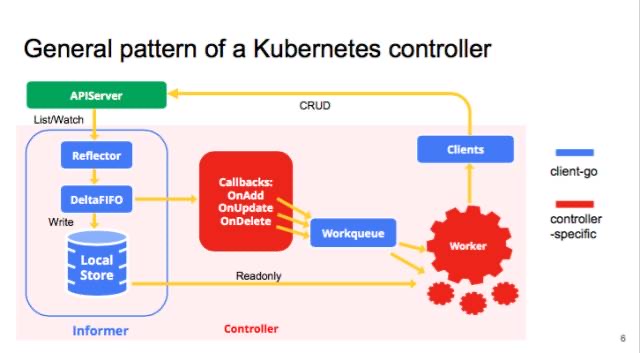 General pattern of a Kubernetes controller
APIServer
CRUD
List/Watch
Reflector
DeltaFIFO
Write
Local
Store
Informer
Callbacks:
OnAdd
OnUpdate
OnDelete
Workqueue
Readonly
Controller
Clients
Worker
client-go
controller
-specific
6